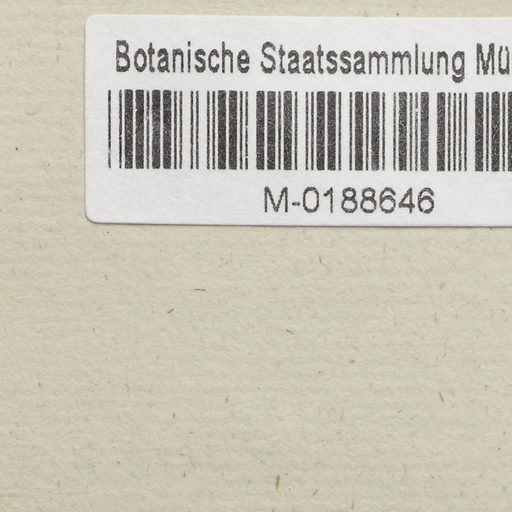 Botanische Staatssammlung Mü
M-0188646